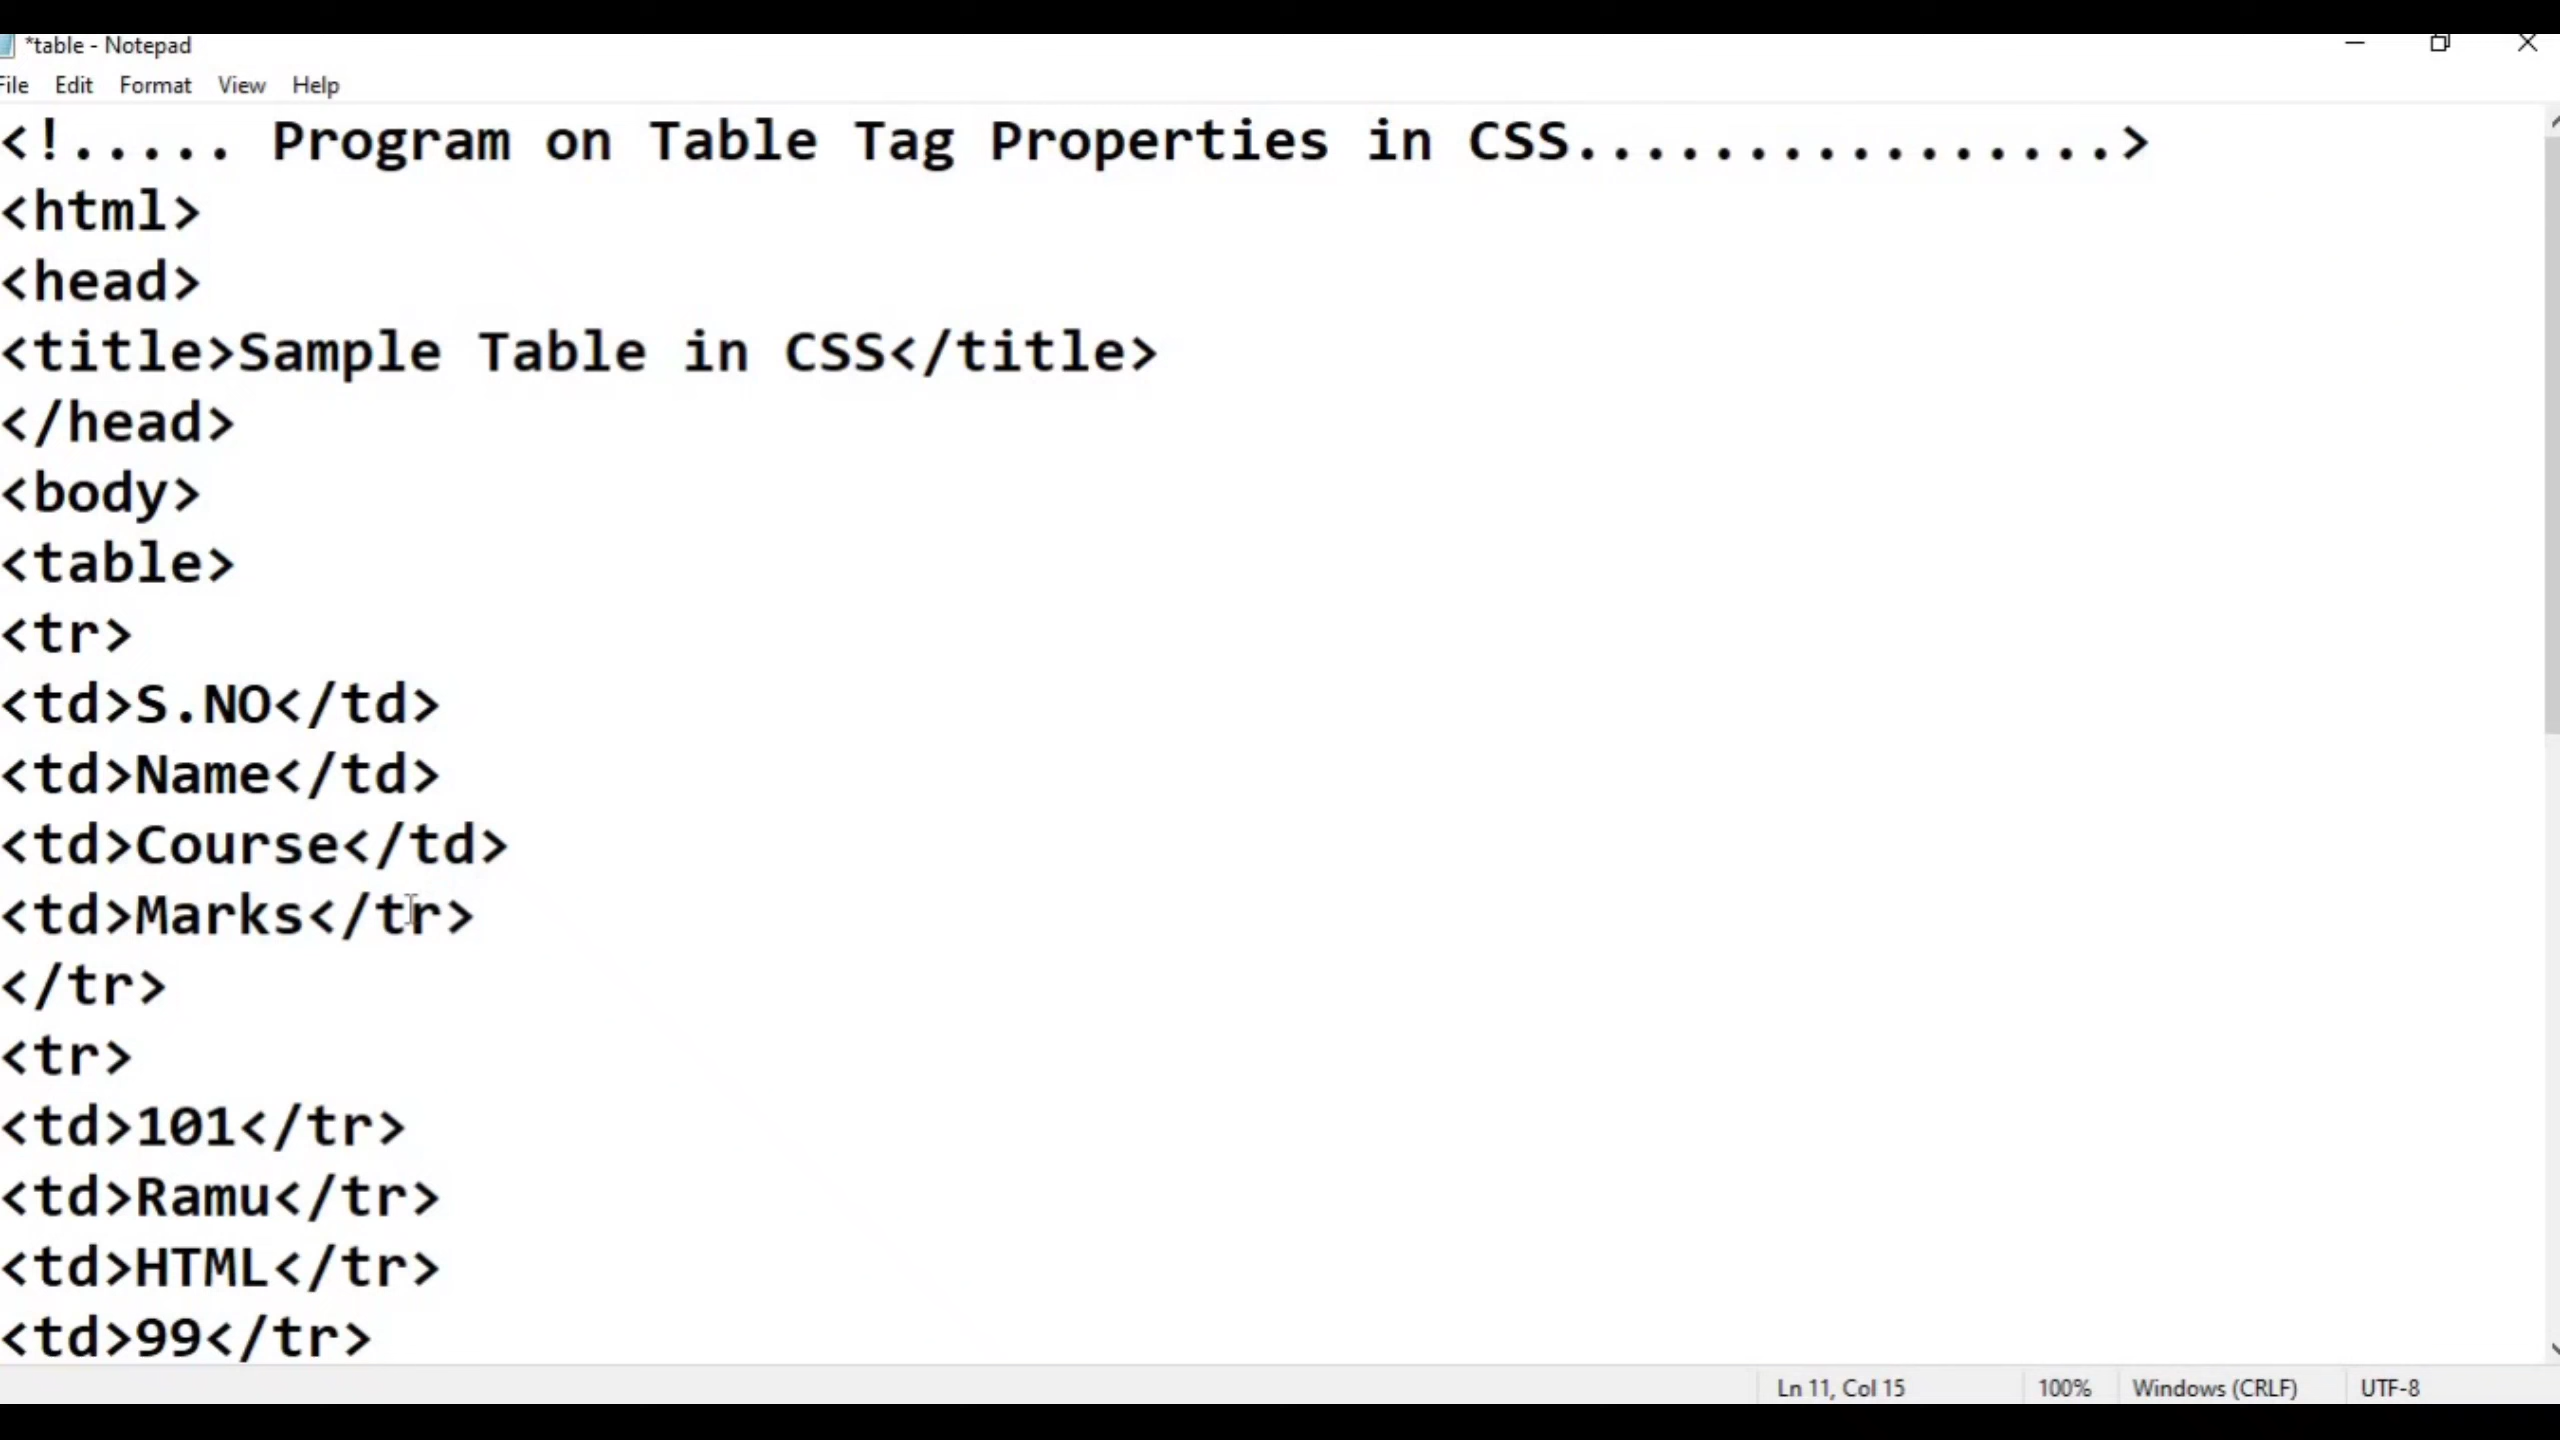 *table - Notepad
File Edit Format View Help
<!..... Program on Table Tag Properties in CSS................>
<html>
<head>
<title>Sample Table in CSS</title>
</head>
<body>
<table>
<tr>
<td>S.NO</td>
<td>Name</td>
<td>Course</td>
<td>Marks</tr>
</tr>
<tr>
<td>101</tr>
<td>Ramu</tr>
<td>HTML</tr>
<td>99</tr>
Ln 11, Col 15 100% Windows (CRLF) UTF-8